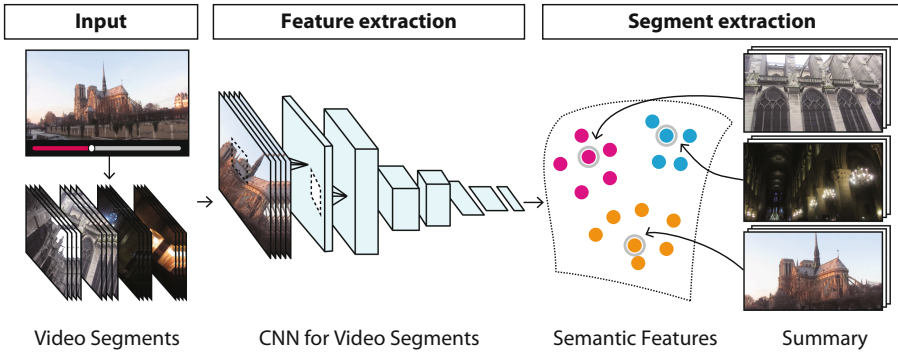 Input
Feature extraction
Segment extraction
Video Segments
CNN for Video Segments
Semantic Features
Summary